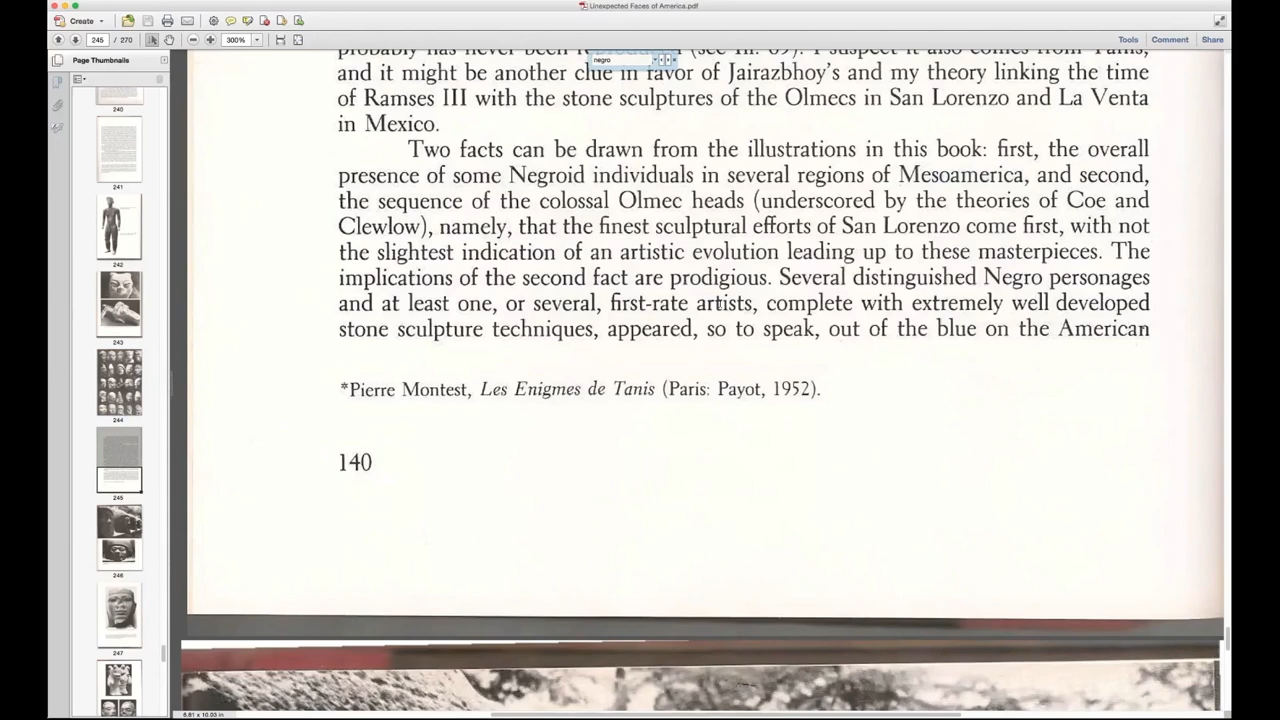 Unexpected Faces of America.pdf
Create
245 / 270
300%
Tools Comment Share
Page Thumbnails
negro
240
241
242
243
244
245
246
247
and it might be another clue in favor of Jairazbhoy's and my theory linking the time
of Ramses III with the stone sculptures of the Olmecs in San Lorenzo and La Venta
in Mexico.
Two facts can be drawn from the illustrations in this book: first, the overall
presence of some Negroid individuals in several regions of Mesoamerica, and second,
the sequence of the colossal Olmec heads (underscored by the theories of Coe and
Clewlow), namely, that the finest sculptural efforts of San Lorenzo come first, with not
the slightest indication of an artistic evolution leading up to these masterpieces. The
implications of the second fact are prodigious. Several distinguished Negro personages
and at least one, or several, first-rate artists, complete with extremely well developed
stone sculpture techniques, appeared, so to speak, out of the blue on the American
*Pierre Montest, Les Enigmes de Tanis (Paris: Payot, 1952).
140
6.81 x 10.03 in